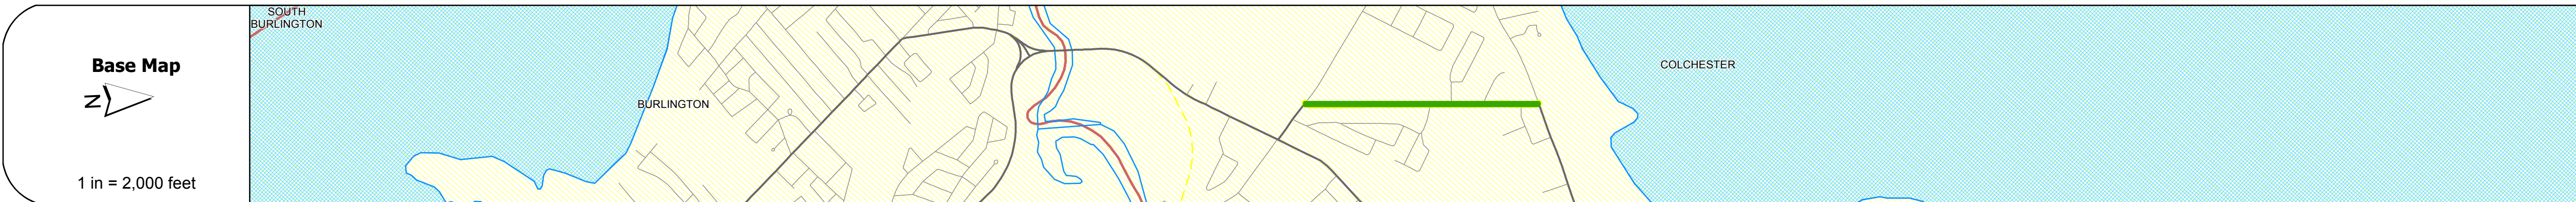 SOUTH
BURLINGTON
Base Map
N
1 in = 2,000 feet
BURLINGTON
COLCHESTER